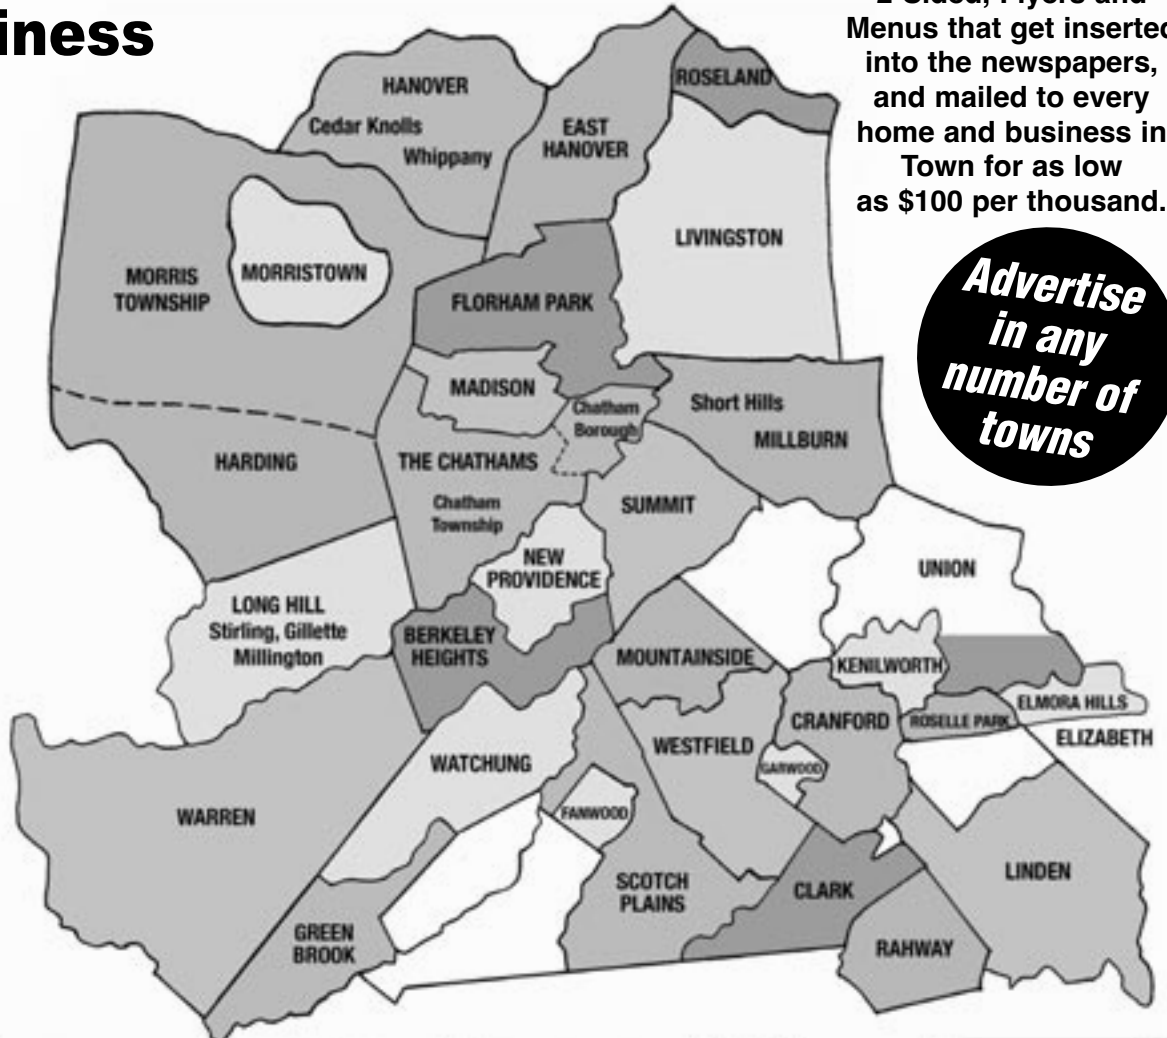 iness
Menus that get inserted
into the newspapers,
and mailed to every
home and business in
Town for as low
as $100 per thousand.
Advertise
in any
number of
towns
HANOVER
Cedar Knolls
Whippany
EAST
HANOVER
ROSELAND
LIVINGSTON
MORRIS
TOWNSHIP
MORRISTOWN
FLORHAM PARK
MADISON
Chatham
Borough
Short Hills
MILLBURN
HARDING
THE CHATHAMS
Chatham
Township
SUMMIT
NEW
PROVIDENCE
UNION
LONG HILL
Stirling, Gillette
Millington
BERKELEY
HEIGHTS
MOUNTAINSIDE
KENILWORTH
ELMORA HILLS
ROSELLE PARK
CRANFORD
ELIZABETH
WESTFIELD
GARWOOD
WATCHUNG
WARREN
FANWOOD
SCOTCH
PLAINS
CLARK
LINDEN
GREEN
BROOK
RAHWAY